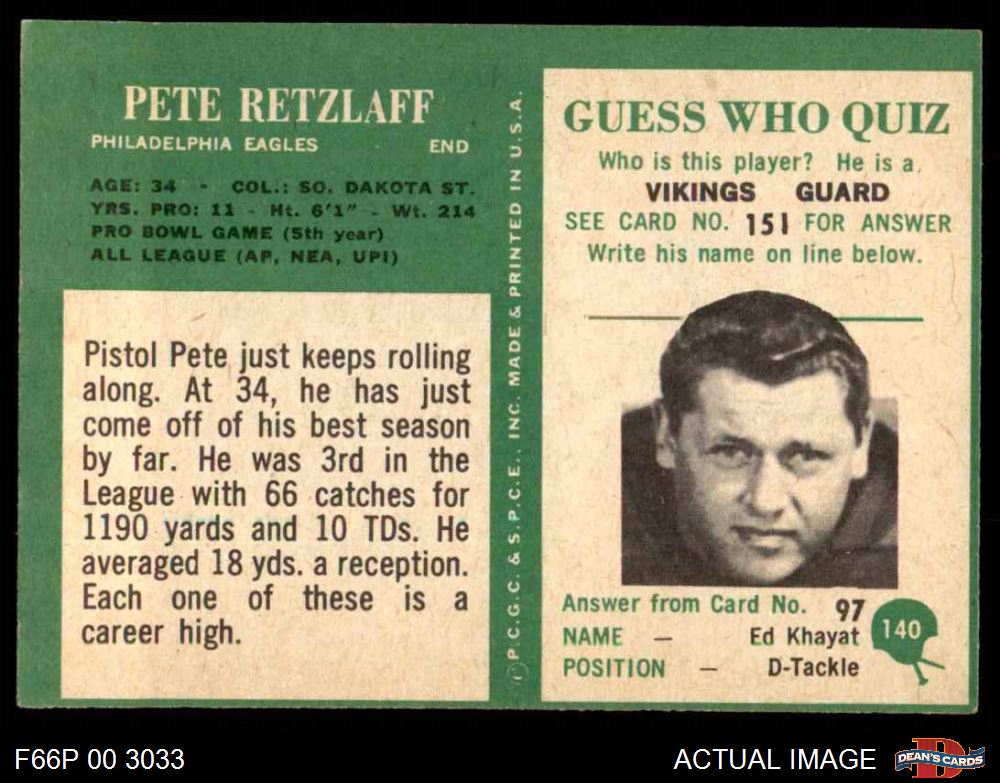 PETE RETZLAFF
PHILADELPHIA EAGLES END
AGE: 34 - COL.: SO. DAKOTA ST.
YRS. PRO: 11 - Ht. 6'1" - Wt. 214
PRO BOWL GAME (5th year)
ALL LEAGUE (AP, NEA, UPI)
Pistol Pete just keeps rolling
along. At 34, he has just
come off of his best season
by far. He was 3rd in the
League with 66 catches for
1190 yards and 10 TDs. He
averaged 18 yds. a reception.
Each one of these is a
career high.
Ⓟ P.C.G.C. & S.P.C.E., INC. MADE & PRINTED IN U.S.A.
GUESS WHO QUIZ
Who is this player? He is a
VIKINGS GUARD
SEE CARD NO. 151 FOR ANSWER
Write his name on line below.
Answer from Card No. 97
NAME — Ed Khayat
POSITION — D-Tackle
140
F66P 00 3033
ACTUAL IMAGE
D
DEAN'S CARDS